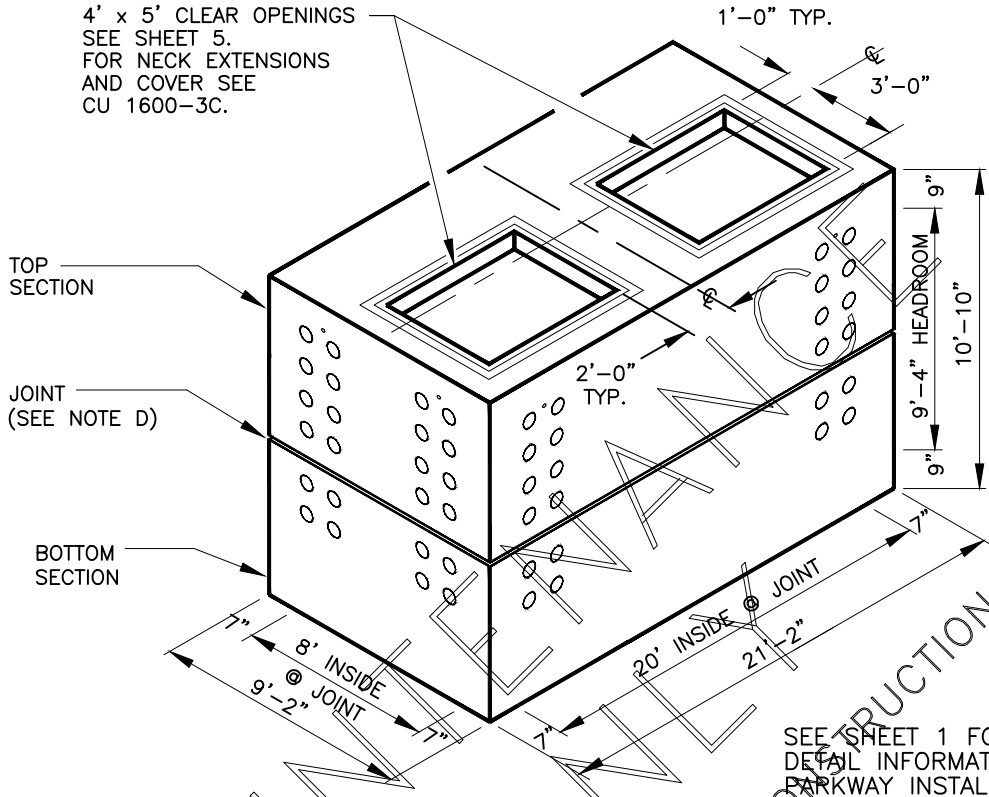 4' x 5' CLEAR OPENINGS
SEE SHEET 5.
FOR NECK EXTENSIONS
AND COVER SEE
CU 1600-3C.
1'-0" TYP.
℄
3'-0"
9"
9'-4" HEADROOM
10'-10"
9"
TOP
SECTION
℄
2'-0"
TYP.
JOINT
(SEE NOTE D)
BOTTOM
SECTION
7"
8' INSIDE
@ JOINT
9'-2"
7"
7"
20' INSIDE @ JOINT
21'-2"
7"
SEE SHEET 1 FO
DETAIL INFORMAT
PARKWAY INSTAL
ONSTRUCTION